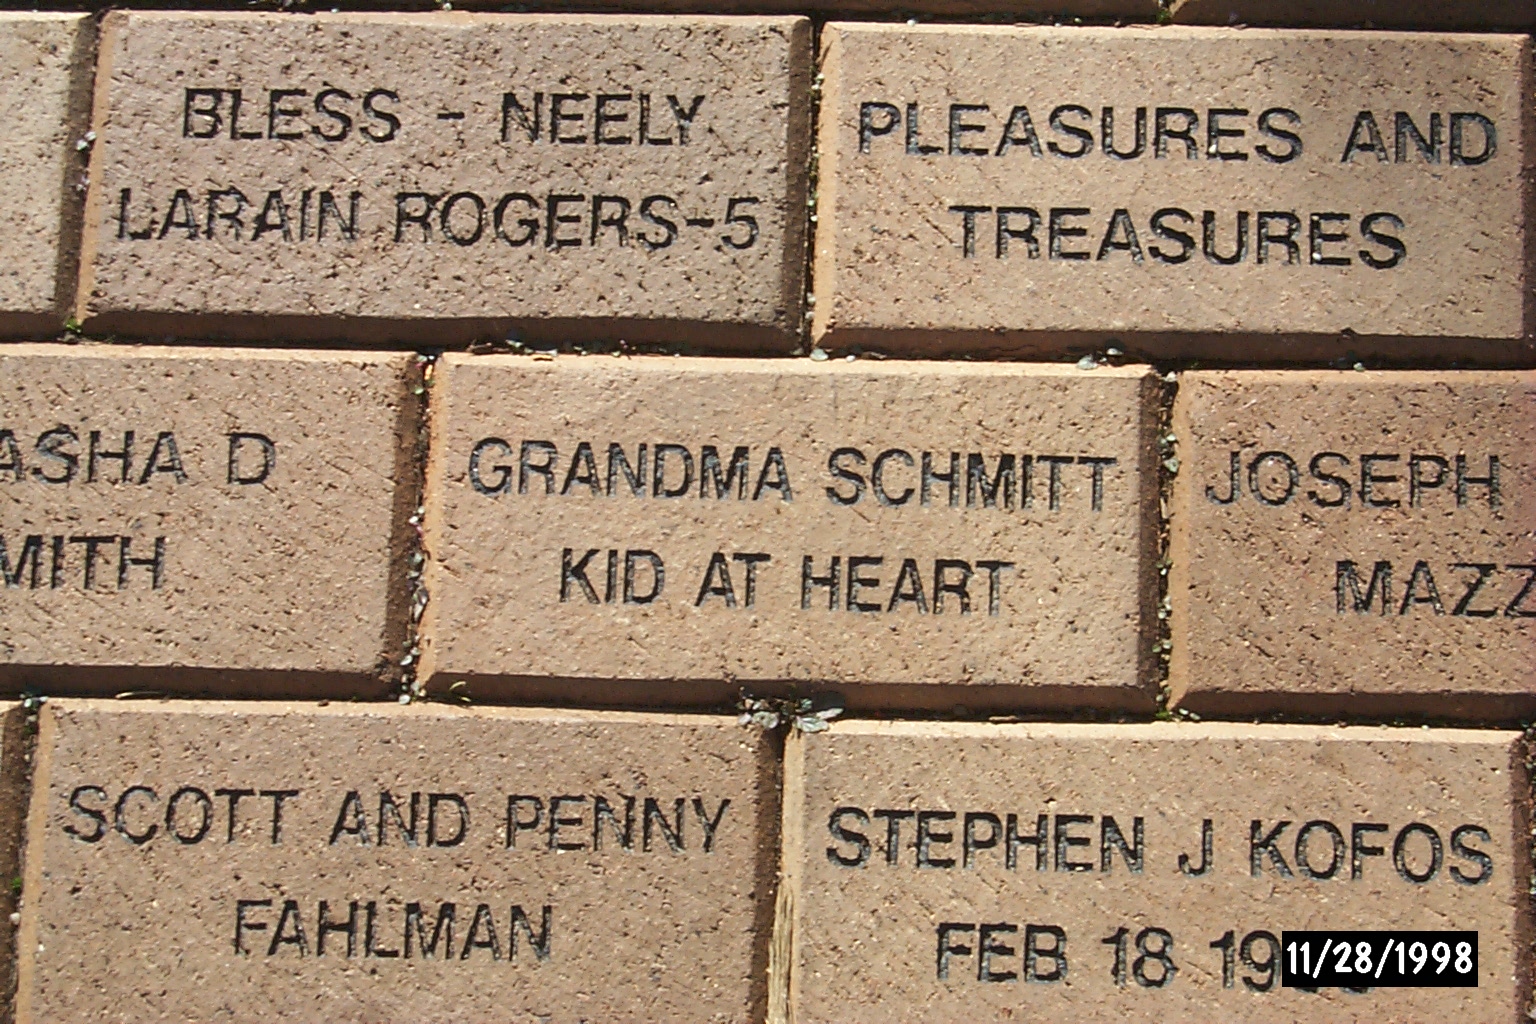 BLESS - NEELY
LARAIN ROGERS-5
PLEASURES AND
TREASURES
ASHA D
MITH
GRANDMA SCHMITT
KID AT HEART
JOSEPH
MAZZ
SCOTT AND PENNY
FAHLMAN
STEPHEN J KOFOS
FEB 18
11/28/1998